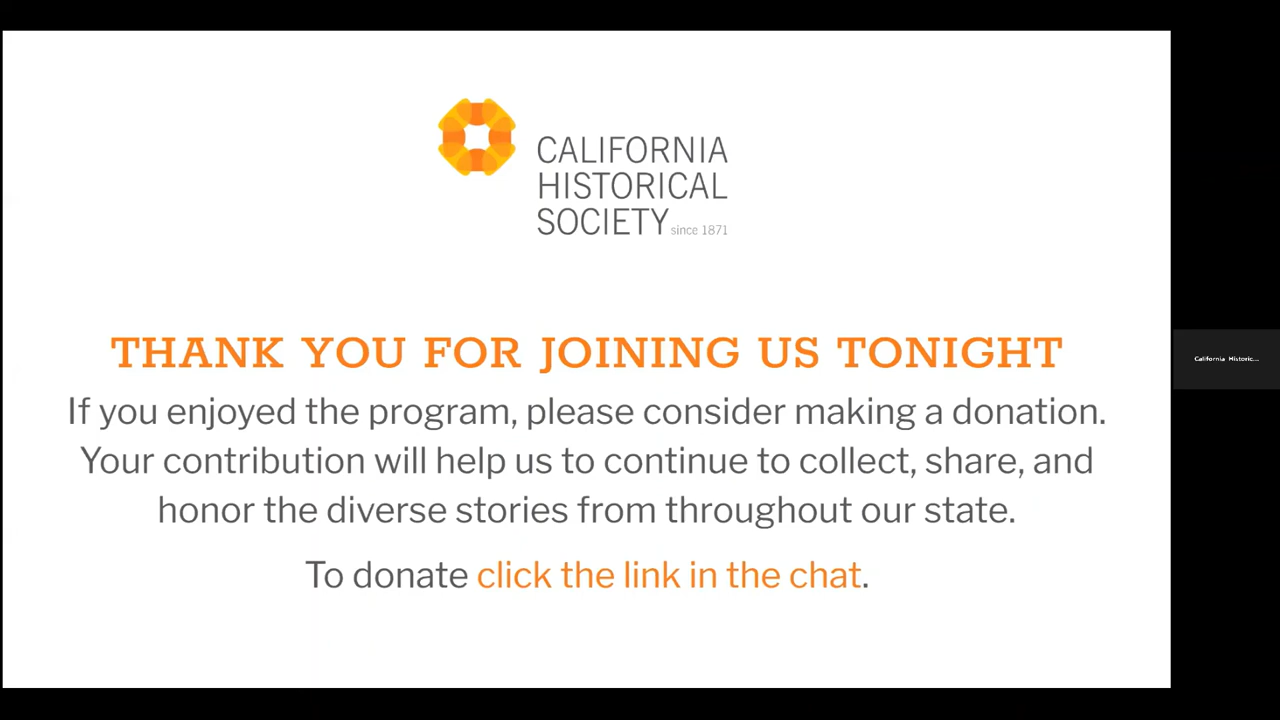 CALIFORNIA
HISTORICAL
SOCIETY since 1871
THANK YOU FOR JOINING US TONIGHT
If you enjoyed the program, please consider making a donation.
Your contribution will help us to continue to collect, share, and
honor the diverse stories from throughout our state.
To donate click the link in the chat.
California Historic...